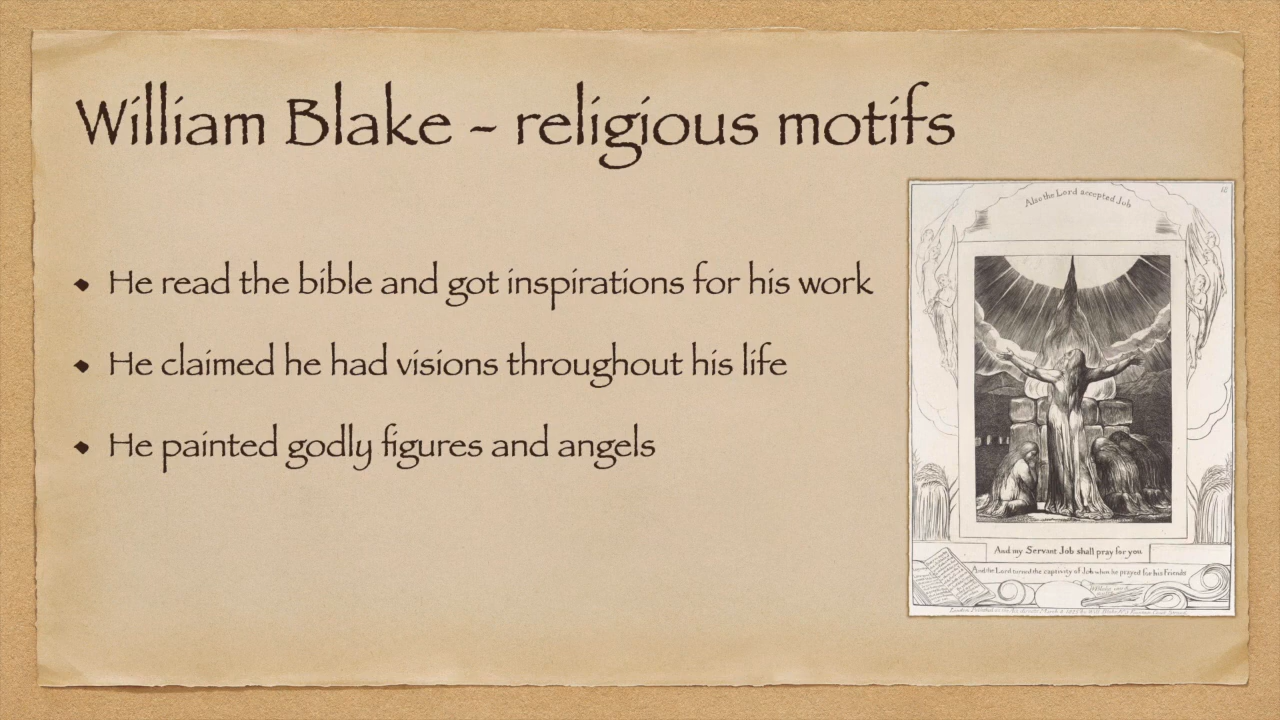 William Blake - religious motifs
• He read the bible and got inspirations for his work
• He claimed he had visions throughout his life
• He painted godly figures and angels
Also the Lord accepted Job
18
And my Servant Job shall pray for you
And the Lord turned the captivity of Job when he prayed for his Friends